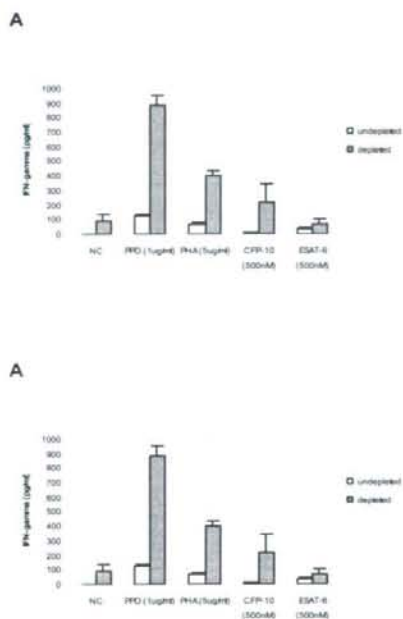 A
IFN-gamma (pg/ml)
1000
900
800
700
600
500
400
300
200
100
0
undepleted
depleted
NC PPD (1ug/ml) PHA (5ug/ml) CFP-10 ESAT-6
(500nM) (500nM)
A
IFN-gamma (pg/ml)
1000
900
800
700
600
500
400
300
200
100
0
undepleted
depleted
NC PPD (1ug/ml) PHA (5ug/ml) CFP-10 ESAT-6
(500nM) (500nM)